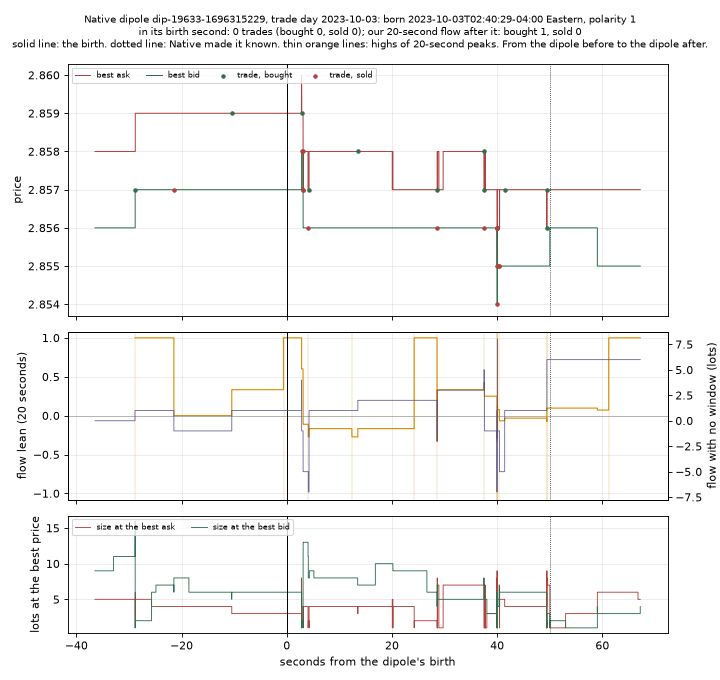 Native dipole dip-19633-1696315229, trade day 2023-10-03: born 2023-10-03T02:40:29-04:00 Eastern, polarity 1
in its birth second: 0 trades (bought 0, sold 0); our 20-second flow after it: bought 1, sold 0
solid line: the birth. dotted line: Native made it known. thin orange lines: highs of 20-second peaks. From the dipole before to the dipole after.
best ask
best bid
trade, bought
trade, sold
2.860
2.859
2.858
2.857
2.856
2.855
2.854
price
1.0
0.5
0.0
−0.5
−1.0
flow lean (20 seconds)
7.5
5.0
2.5
0.0
−2.5
−5.0
−7.5
flow with no window (lots)
size at the best ask
size at the best bid
15
10
5
lots at the best price
−40
−20
0
20
40
60
seconds from the dipole's birth